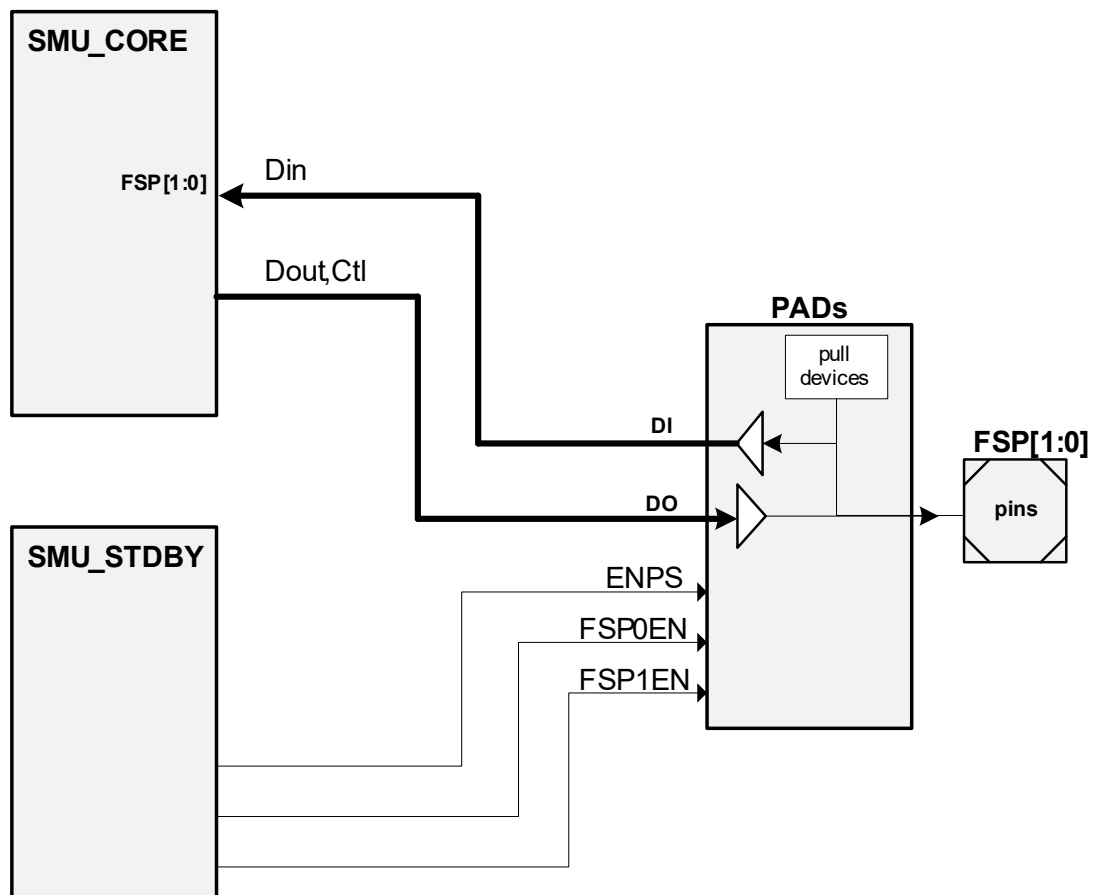 SMU_CORE
Din
FSP[1:0]
Dout,Ctl
PADs
pull
devices
DI
FSP[1:0]
DO
pins
SMU_STDBY
ENPS
FSP0EN
FSP1EN